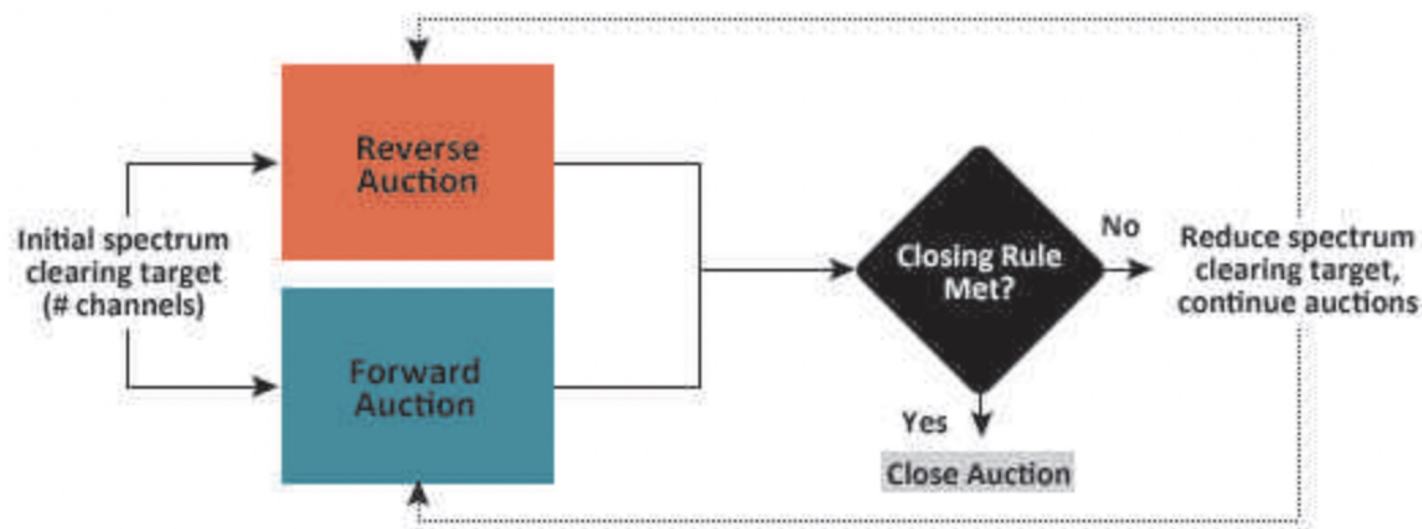 Reverse
Auction
Initial spectrum
clearing target
(# channels)
Forward
Auction
Closing Rule
Met?
No
Reduce spectrum
clearing target,
continue auctions
Yes
Close Auction